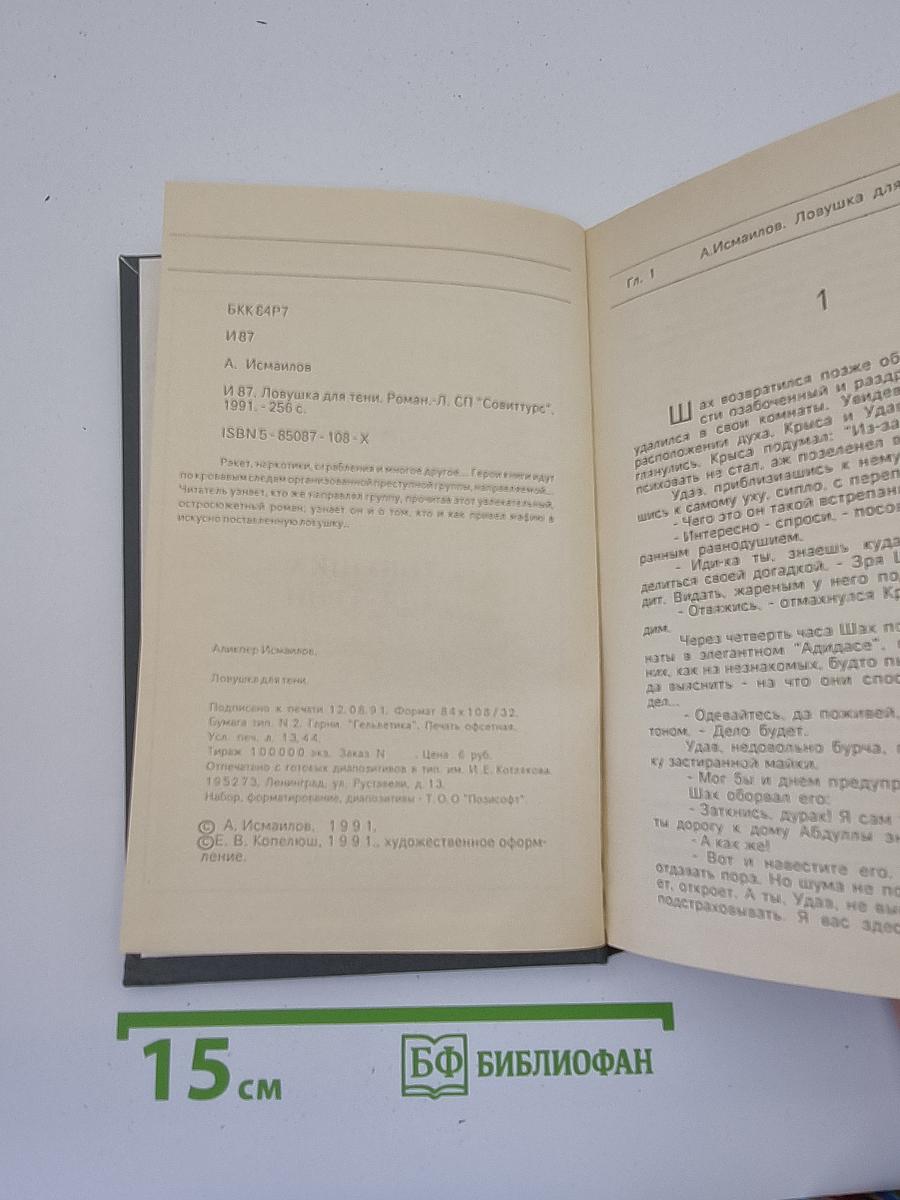 БКК 84Р7
И 87
А. Исмаилов
И 87. Ловушка для тени. Роман.-Л. СП "Совиттурс",
1991. - 256 с.
ISBN 5 - 85087 - 108 - X
Рэкет, наркотики, ограбления и многое другое... Герои книги идут
по кровавым следам организованной преступной группы, направляемой...
Читатель узнает, кто же направлял группу, прочитав этот увлекательный,
остросюжетный роман; узнает он и о том, кто и как привел мафию в
искусно поставленную ловушку...
Аликпер Исмаилов,
Ловушка для тени.
Подписано к печати 12.08.91. Формат 84 х 108 / 32.
Бумага тип. N 2. Гарни. "Гельветика". Печать офсетная.
Усл. печ. л. 13,44.
Тираж 100000 экз. Заказ N . Цена 6 руб.
Отпечатано с готовых диапозитивов в тип. им. И.Е. Котлякова
195273, Ленинград, ул. Руставели, д. 13.
Набор, форматирование, диапозитивы - Т.О.О "Позисофт".
© А. Исмаилов, 1991.
©Е. В. Копелюш, 1991., художественное оформ-
ление.
Гл. 1 А.Исмаилов. Ловушка для
1
Шах возвратился позже об
сти озабоченный и раздр
удалился в свои комнаты. Увидев
расположении духа, Крыса и Удав
глянулись. Крыса подумал: "Из-за
психовать не стал, аж позеленел в
Удав, приблизившись к нему
шись к самому уху, сипло, с переп
- Чего это он такой встрепан
- Интересно - спроси, - посов
ранным равнодушием.
- Иди-ка ты, знаешь куда
делиться своей догадкой. - Зря Ш
дит. Видать, жареным у него по
- Отвяжись, - отмахнулся Кр
дим.
Через четверть часа Шах по
наты в элегантном "Адидасе",
них, как на незнакомых, будто пы
да выяснить - на что они спос
дел...
- Одевайтесь, да поживей,
тоном. - Дело будет.
Удав, недовольно бурча,
ку застиранной майки.
- Мог бы и днем предупр
Шах оборвал его:
- Заткнись, дурак! Я сам
ты дорогу к дому Абдуллы зн
- А как же!
- Вот и навестите его,
отдавать пора. Но шума не по
ет, откроет. А ты, Удав, не вы
подстраховывать. Я вас здес
15 см
БФ БИБЛИОФАН